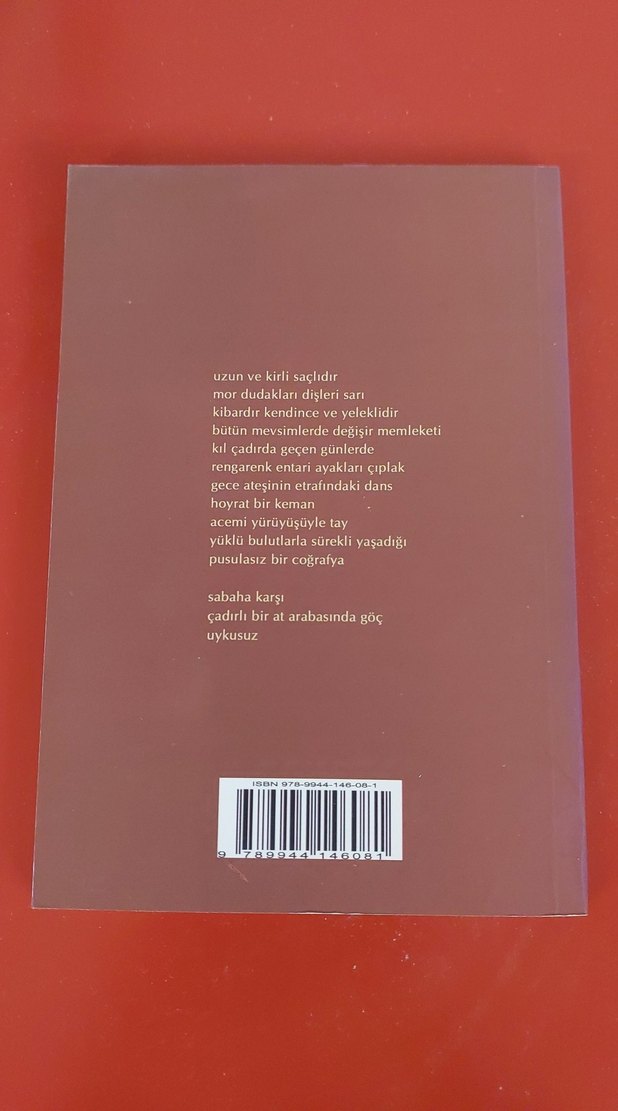 uzun ve kirli saçlıdır
mor dudakları dişleri sarı
kibardır kendince ve yeleklidir
bütün mevsimlerde değişir memleketi
kıl çadırda geçen günlerde
rengarenk entari ayakları çıplak
gece ateşinin etrafındaki dans
hoyrat bir keman
acemi yürüyüşüyle tay
yüklü bulutlarla sürekli yaşadığı
pusulasız bir coğrafya
sabaha karşı
çadırlı bir at arabasında göç
uykusuz
ISBN 978-9944-146-08-1
9 789944 146081